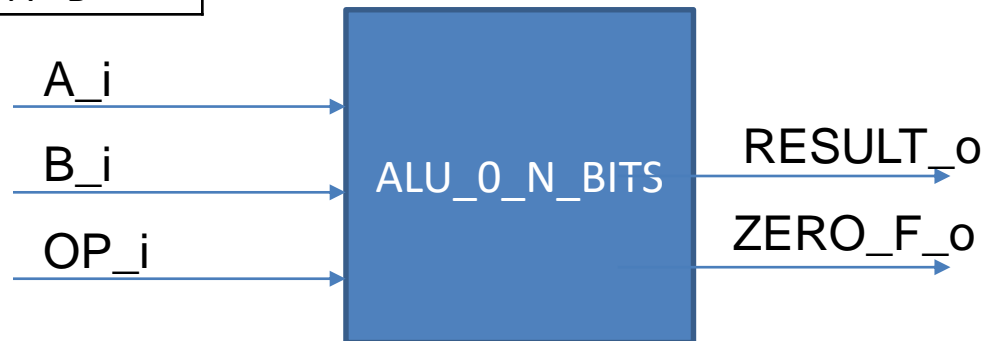 A_i
B_i
OP_i
ALU_0_N_BITS
RESULT_o
ZERO_F_o